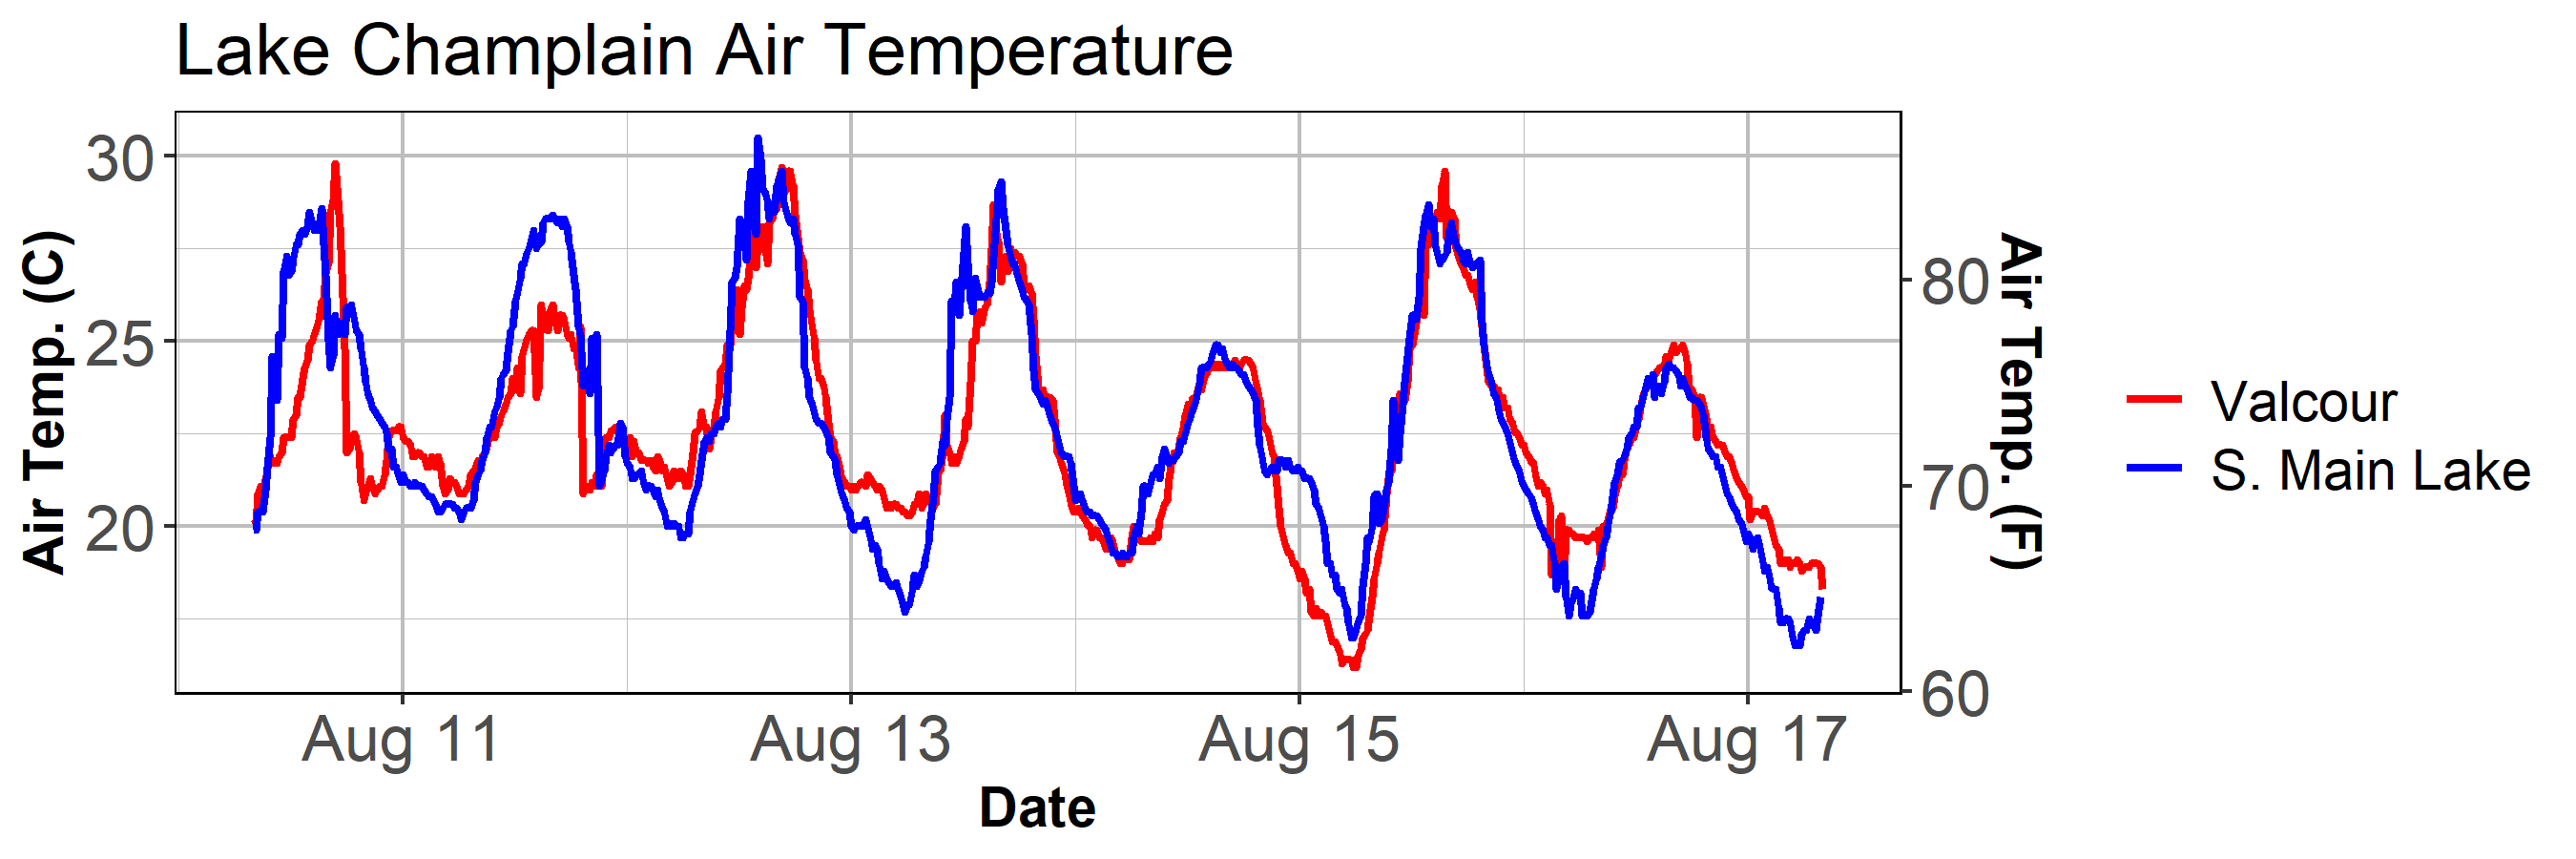 Lake Champlain Air Temperature
Air Temp. (C)
30
25
20
Air Temp. (F)
80
70
60
Aug 11
Aug 13
Aug 15
Aug 17
Date
Valcour
S. Main Lake